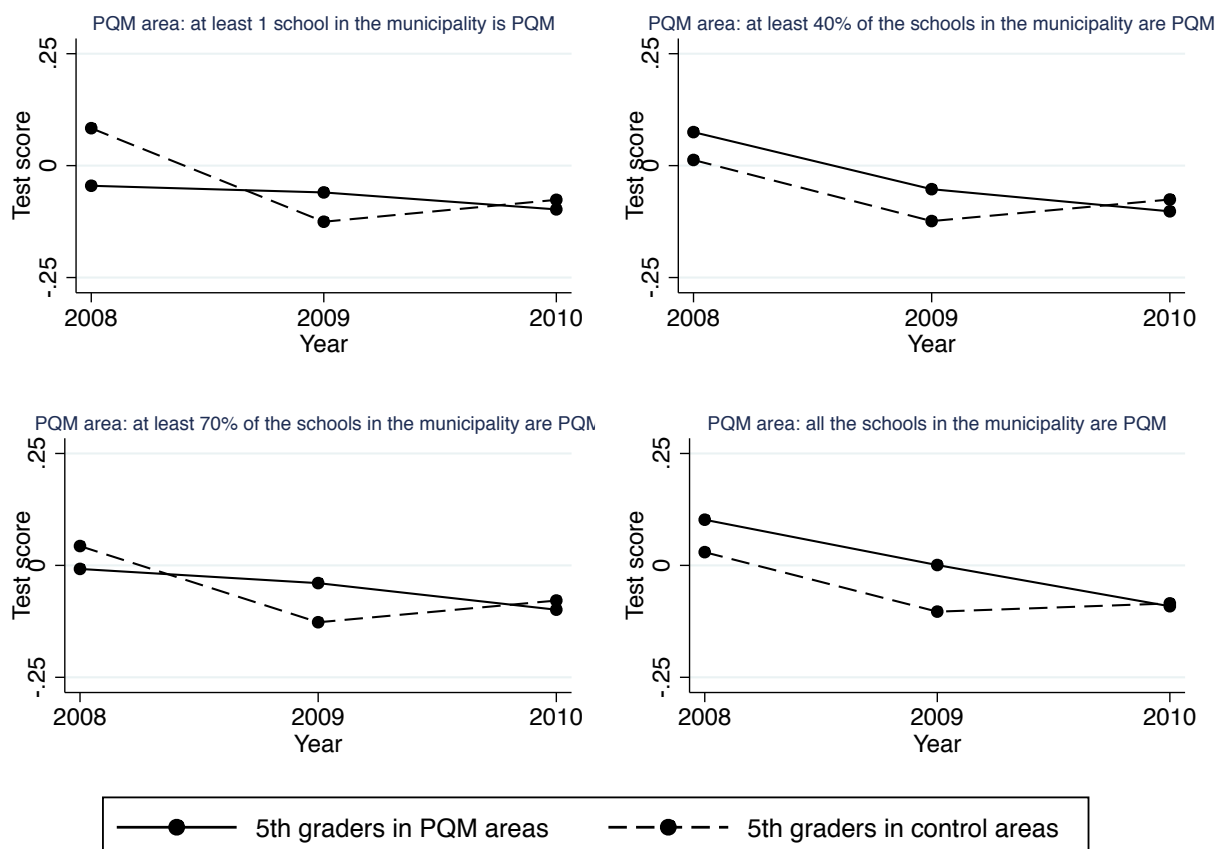 PQM area: at least 1 school in the municipality is PQM
.25
0
-.25
Test score
2008 2009 2010
Year
PQM area: at least 40% of the schools in the municipality are PQM
.25
0
-.25
Test score
2008 2009 2010
Year
PQM area: at least 70% of the schools in the municipality are PQM
.25
0
-.25
Test score
2008 2009 2010
Year
PQM area: all the schools in the municipality are PQM
.25
0
-.25
Test score
2008 2009 2010
Year
5th graders in PQM areas 5th graders in control areas